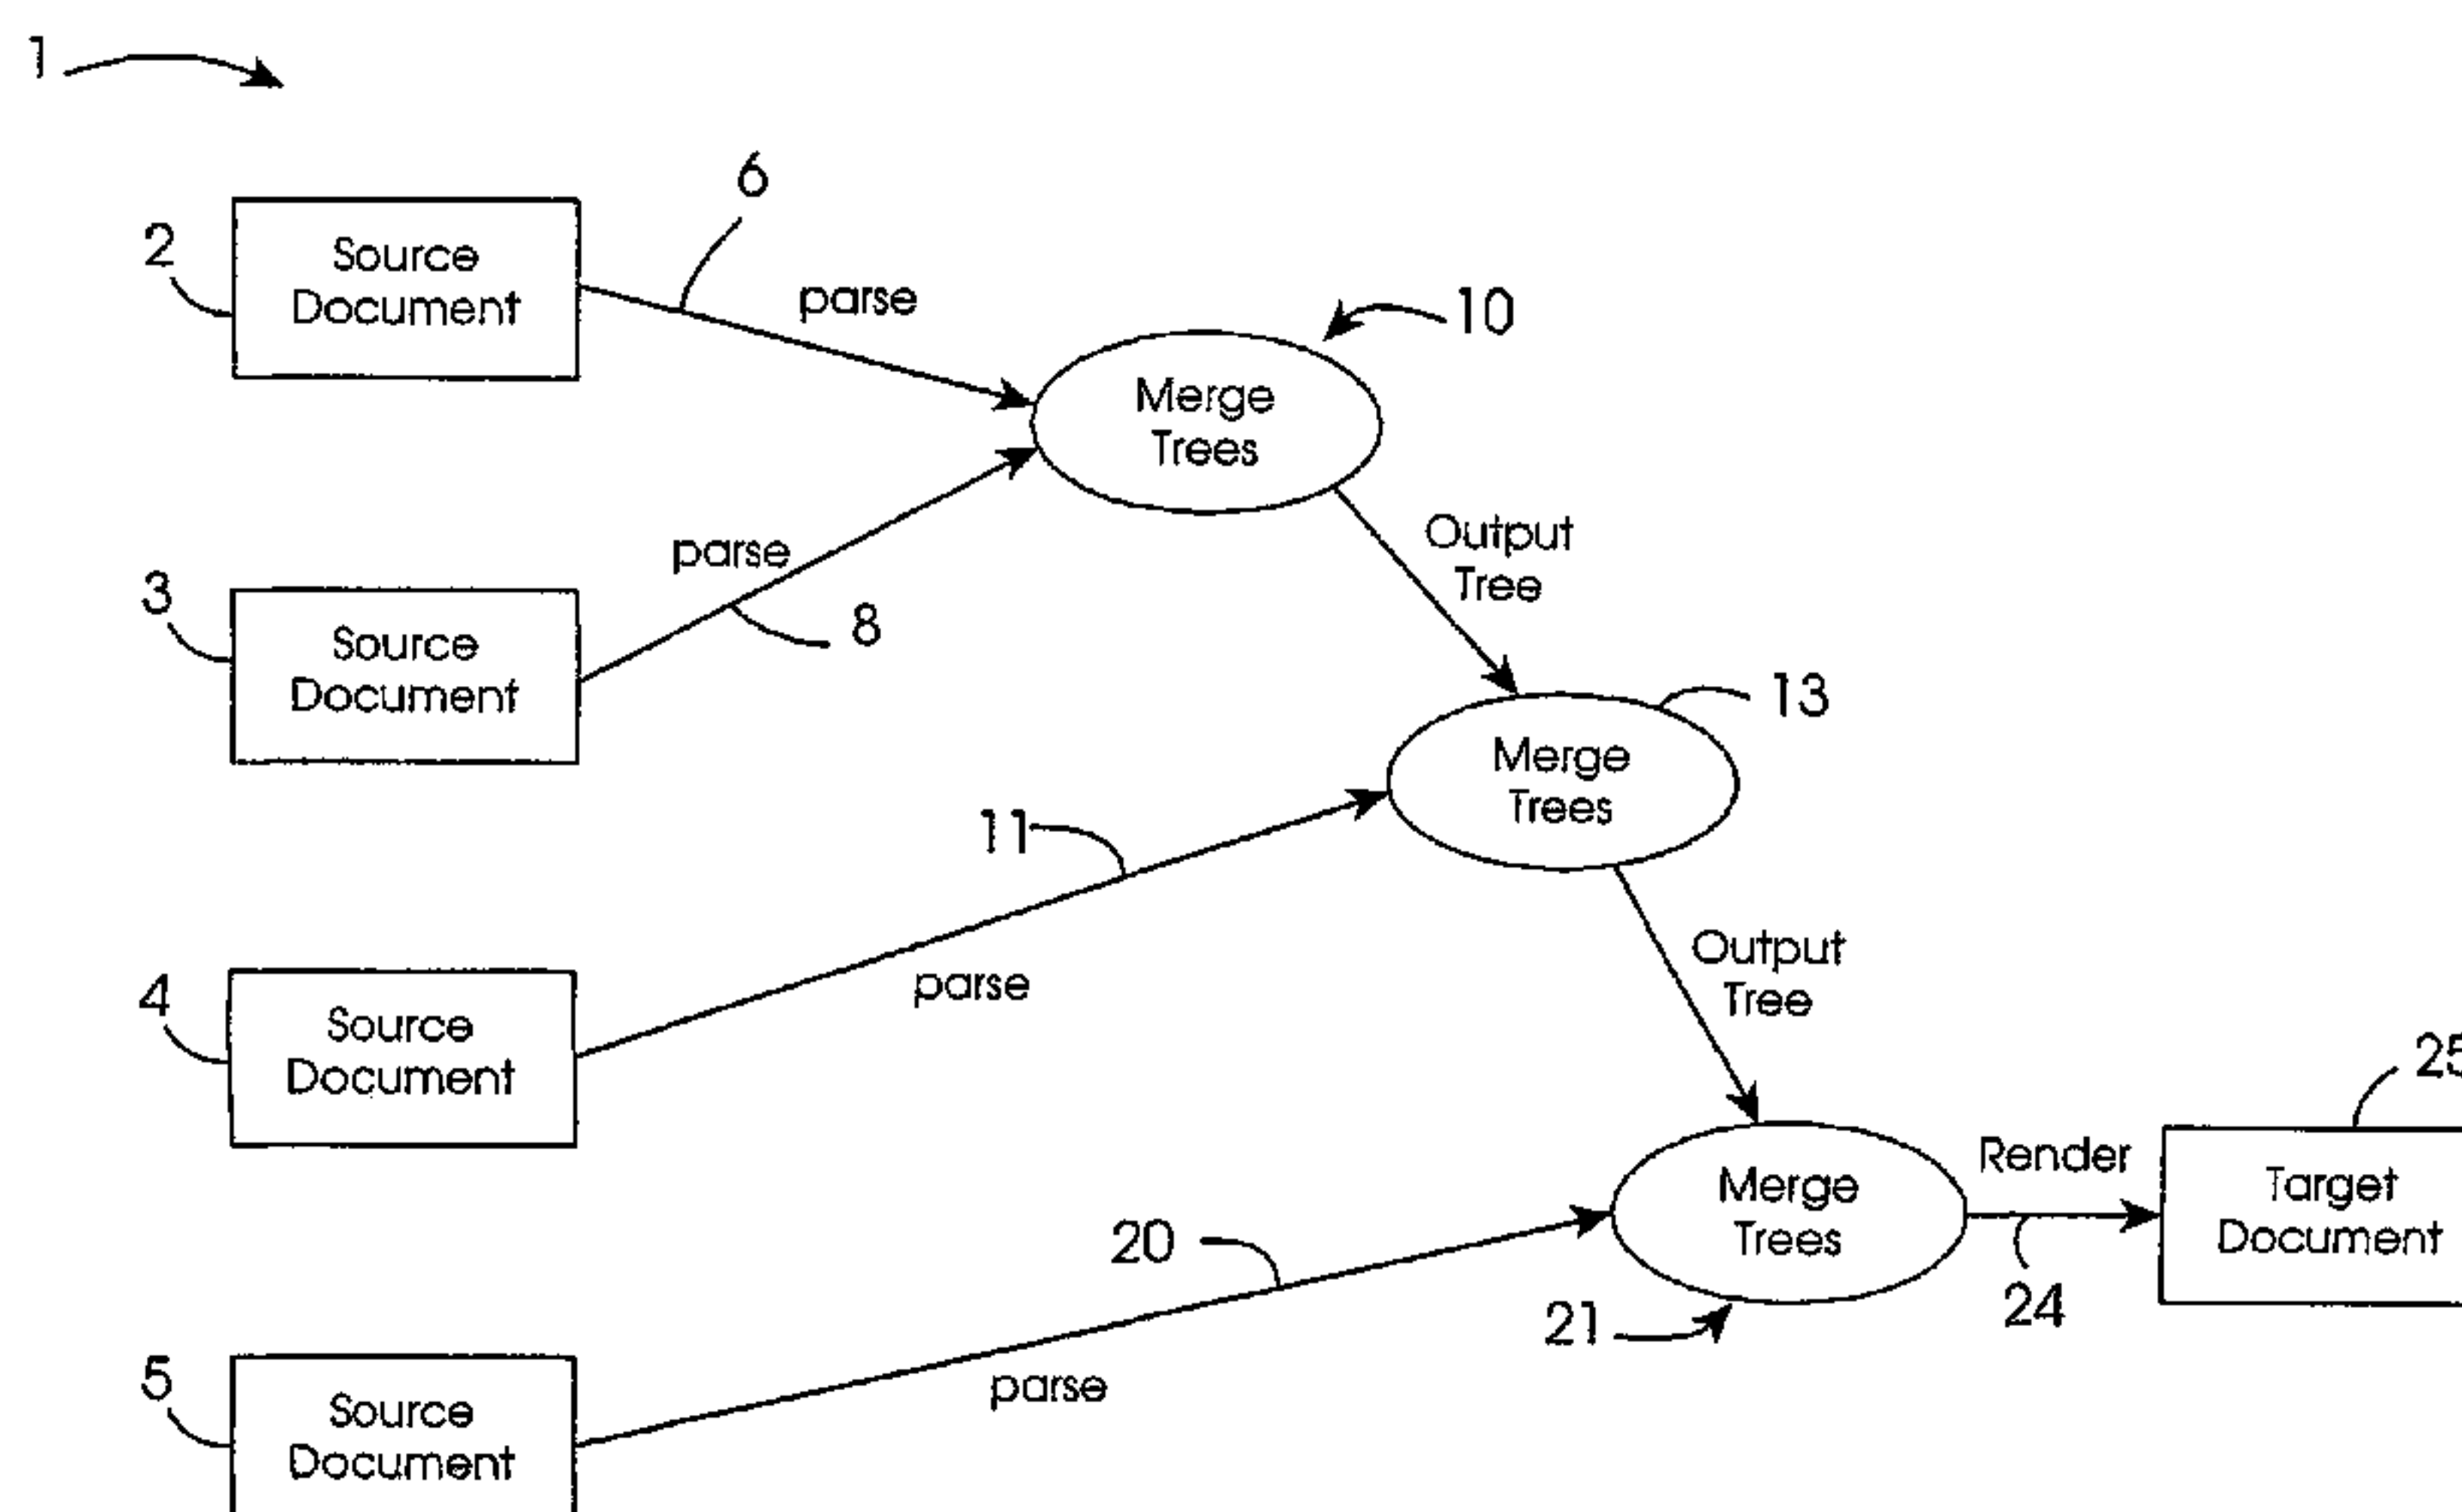 1
6
2
Source
Document
parse
10
Merge
Trees
Output
Tree
parse
3
Source
Document
8
13
Merge
Trees
11
4
Source
Document
parse
Output
Tree
25
Render
Target
Document
Merge
Trees
20
24
21
5
Source
Document
parse